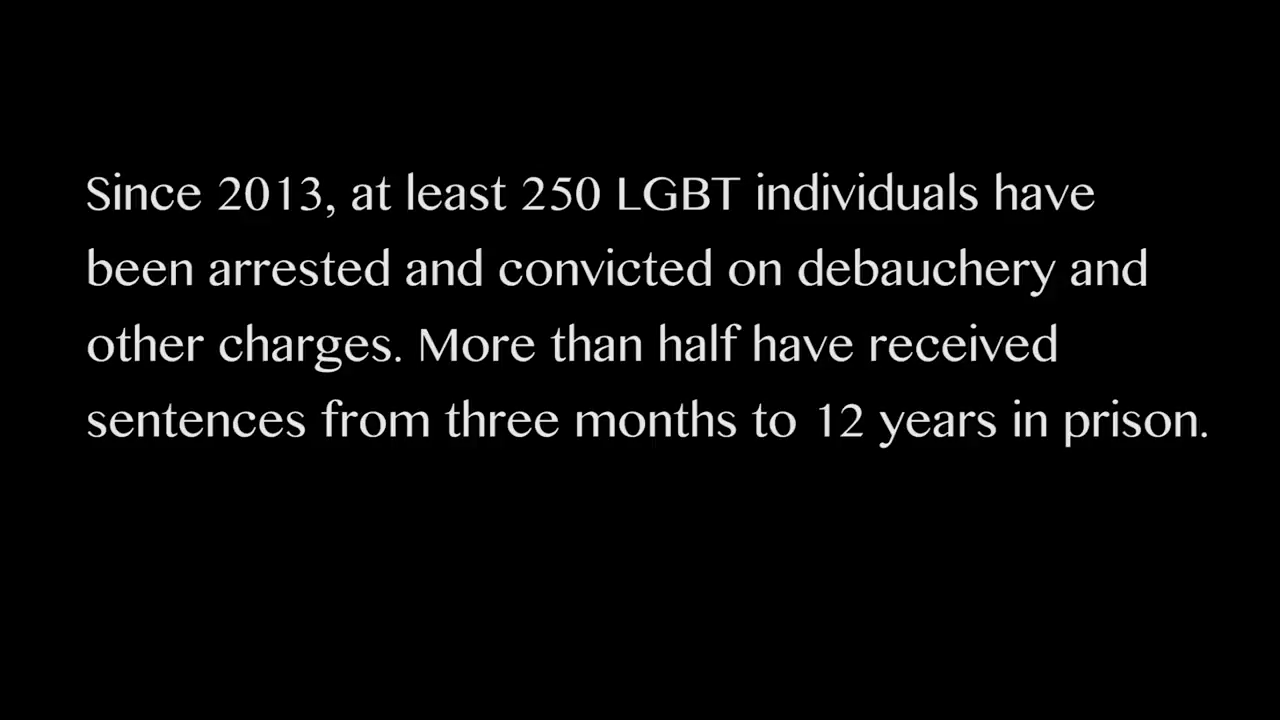 Since 2013, at least 250 LGBT individuals have
been arrested and convicted on debauchery and
other charges. More than half have received
sentences from three months to 12 years in prison.